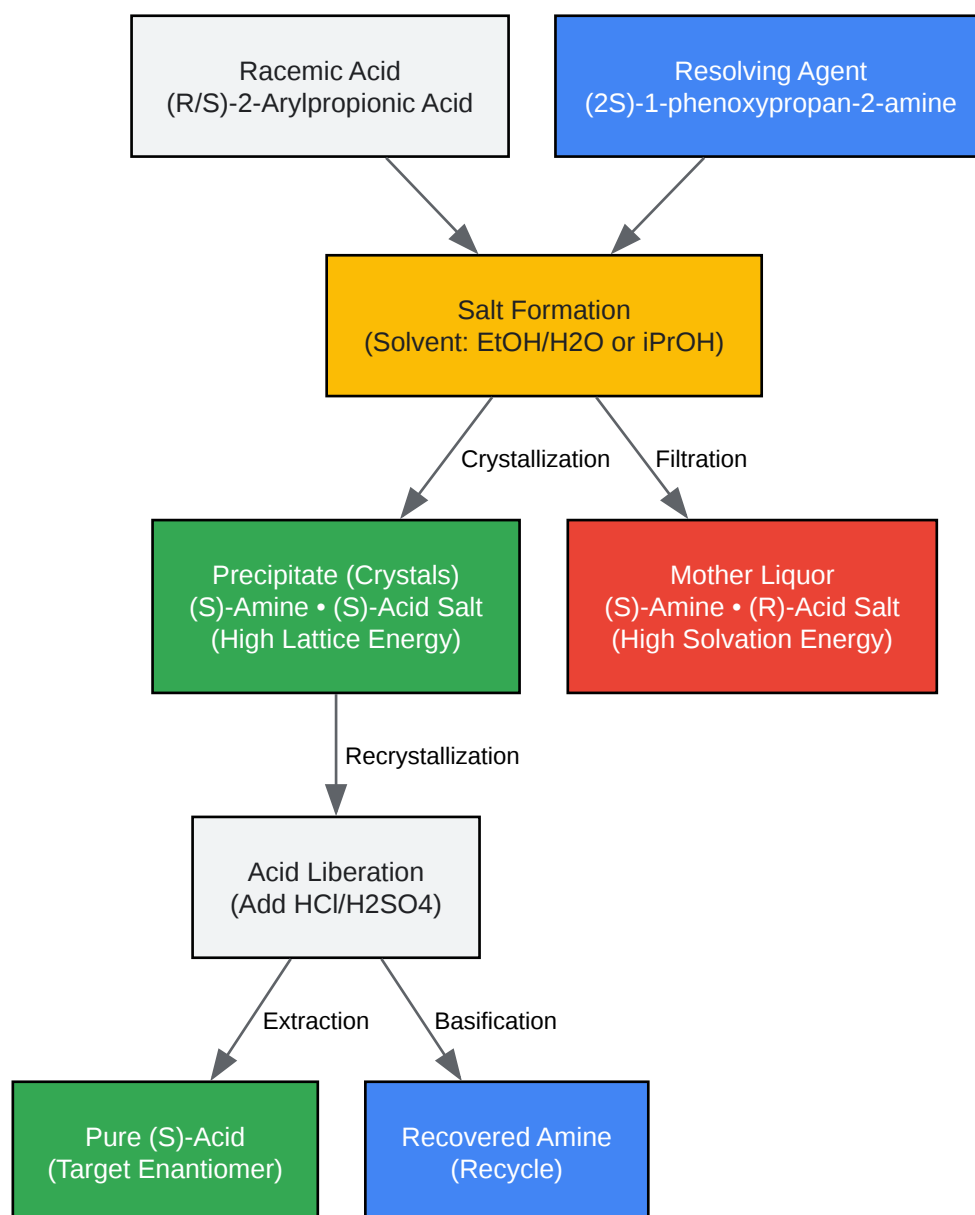 Racemic Acid
(R/S)-2-Arylpropionic Acid
Resolving Agent
(2S)-1-phenoxypropan-2-amine
Salt Formation
(Solvent: EtOH/H2O or iPrOH)
Crystallization
Filtration
Precipitate (Crystals)
(S)-Amine • (S)-Acid Salt
(High Lattice Energy)
Mother Liquor
(S)-Amine • (R)-Acid Salt
(High Solvation Energy)
Recrystallization
Acid Liberation
(Add HCl/H2SO4)
Extraction
Basification
Pure (S)-Acid
(Target Enantiomer)
Recovered Amine
(Recycle)